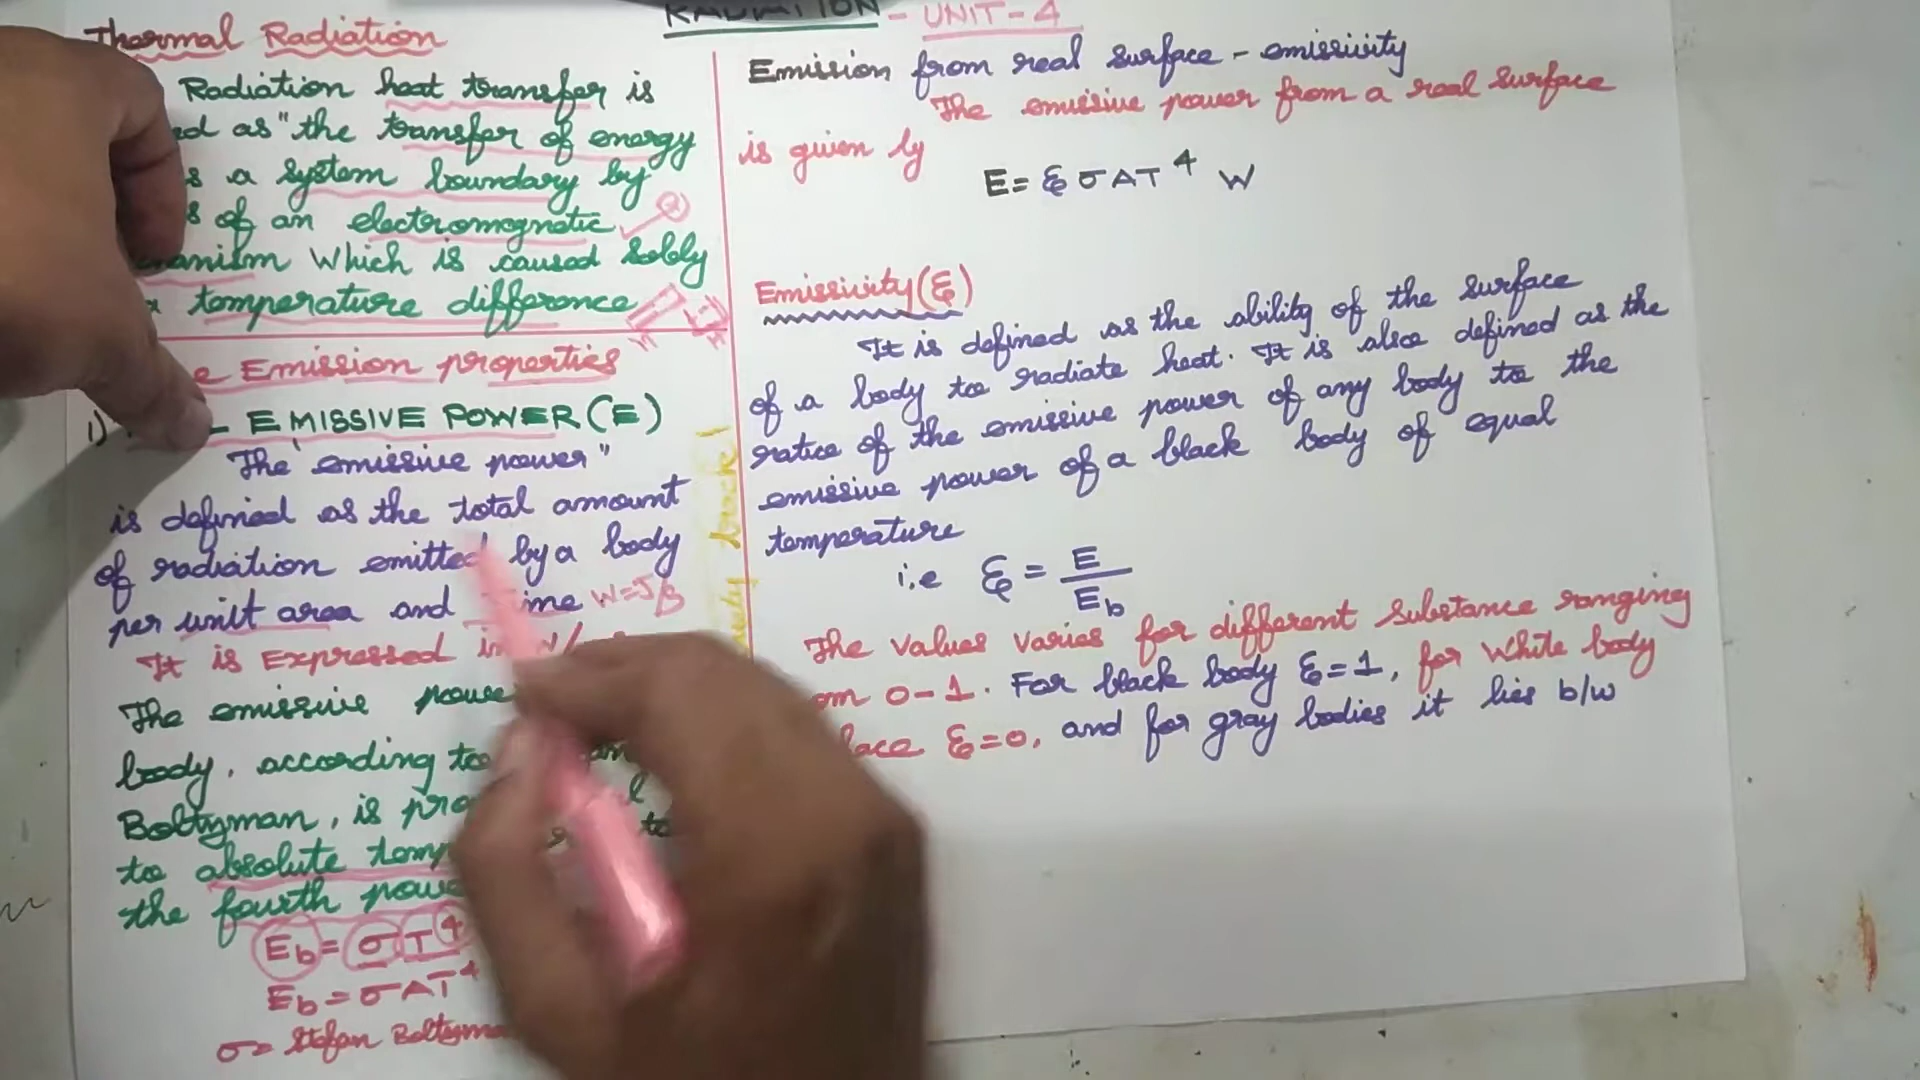 - UNIT - 4
Thermal Radiation
Radiation heat transfer is
as "the transfer of energy
a system boundary by
of an electromagnetic
which is caused solely
temperature difference
Emission properties
1) EMISSIVE POWER (E)
The "emissive power"
is defined as the total amount
of radiation emitted by a body
per unit area and time W=J/s
It is Expressed in
The emissive
body, according to
Boltzman, is
to absolute
the fourth
Eb = σ T⁴
Eb = σAT⁴
σ = Stefan
Emission from real surface - emissivity
The emissive power from a real surface
is given by
E = ξ σ A T⁴ W
Emissivity (ξ)
It is defined as the ability of the surface
of a body to radiate heat. It is also defined as the
ratio of the emissive power of any body to the
emissive power of a black body of equal
temperature
i.e ξ = E/Eb
The values varies for different substance ranging
0-1. For black body ξ=1, for white body
ξ=0, and for gray bodies it lies b/w